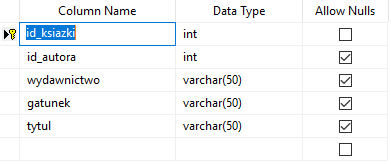 Column Name Data Type Allow Nulls
id_ksiazki int
id_autora int
wydawnictwo varchar(50)
gatunek varchar(50)
tytul varchar(50)